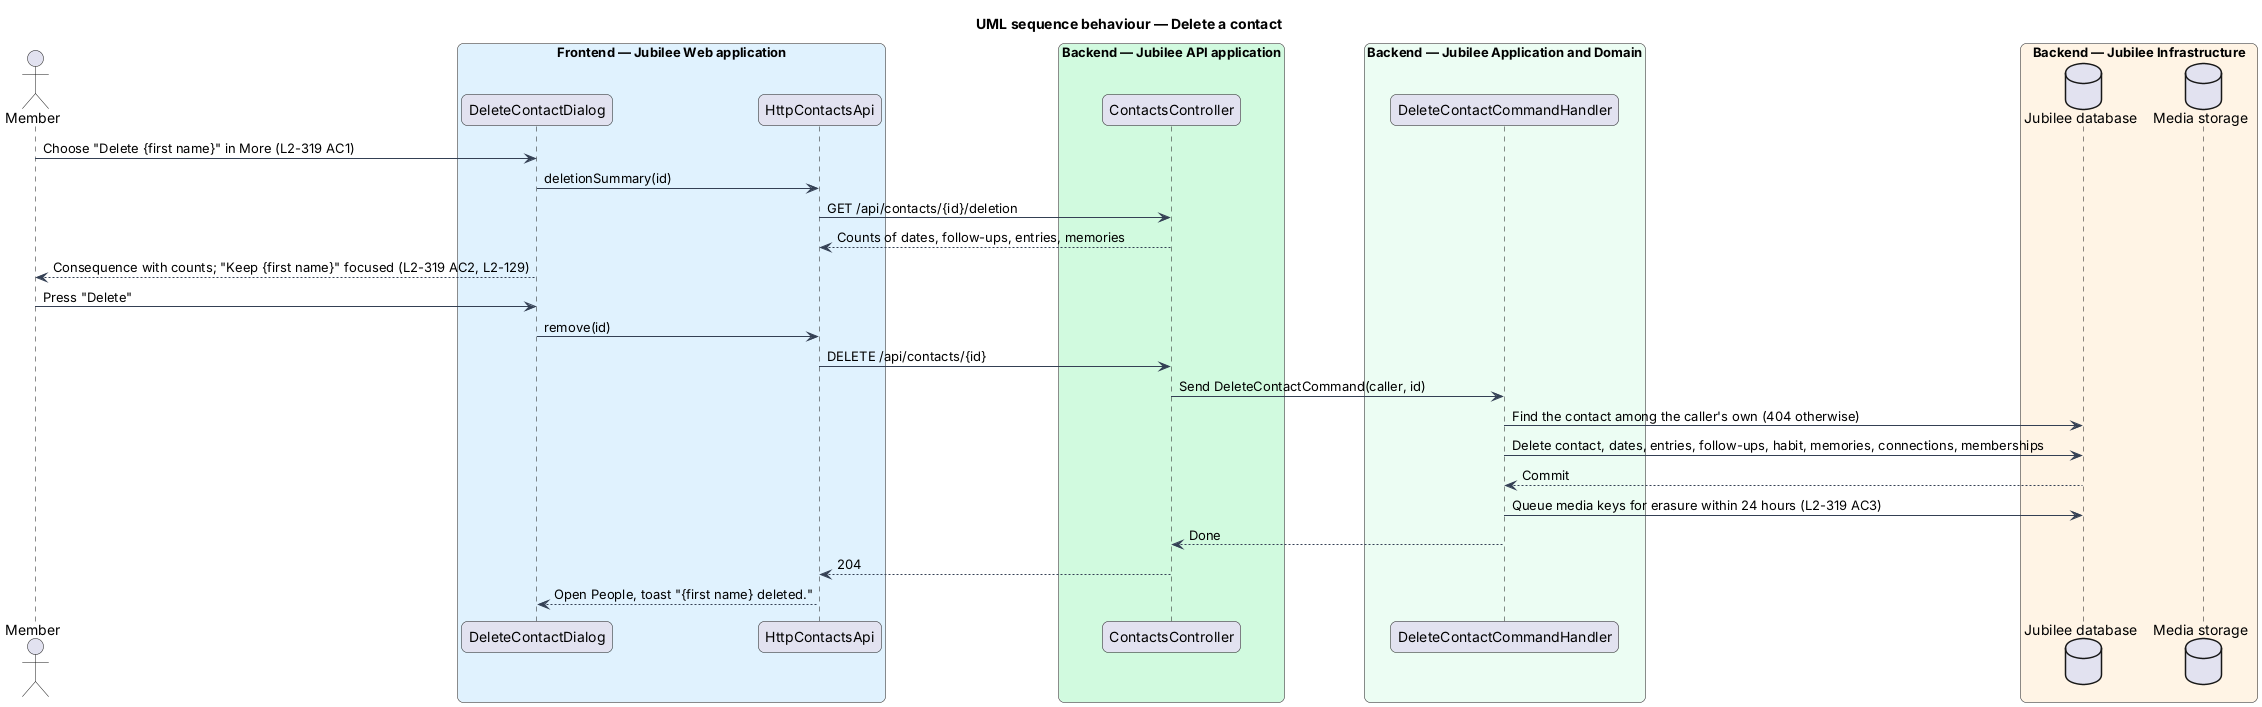 UML sequence behaviour — Delete a contact
Frontend — Jubilee Web application
Backend — Jubilee API application
Backend — Jubilee Application and Domain
Backend — Jubilee Infrastructure
Member
DeleteContactDialog
HttpContactsApi
ContactsController
DeleteContactCommandHandler
Jubilee database
Media storage
Choose "Delete {first name}" in More (L2-319 AC1)
deletionSummary(id)
GET /api/contacts/{id}/deletion
Counts of dates, follow-ups, entries, memories
Consequence with counts; "Keep {first name}" focused (L2-319 AC2, L2-129)
Press "Delete"
remove(id)
DELETE /api/contacts/{id}
Send DeleteContactCommand(caller, id)
Find the contact among the caller's own (404 otherwise)
Delete contact, dates, entries, follow-ups, habit, memories, connections, memberships
Commit
Queue media keys for erasure within 24 hours (L2-319 AC3)
Done
204
Open People, toast "{first name} deleted."
Member
DeleteContactDialog
HttpContactsApi
ContactsController
DeleteContactCommandHandler
Jubilee database
Media storage